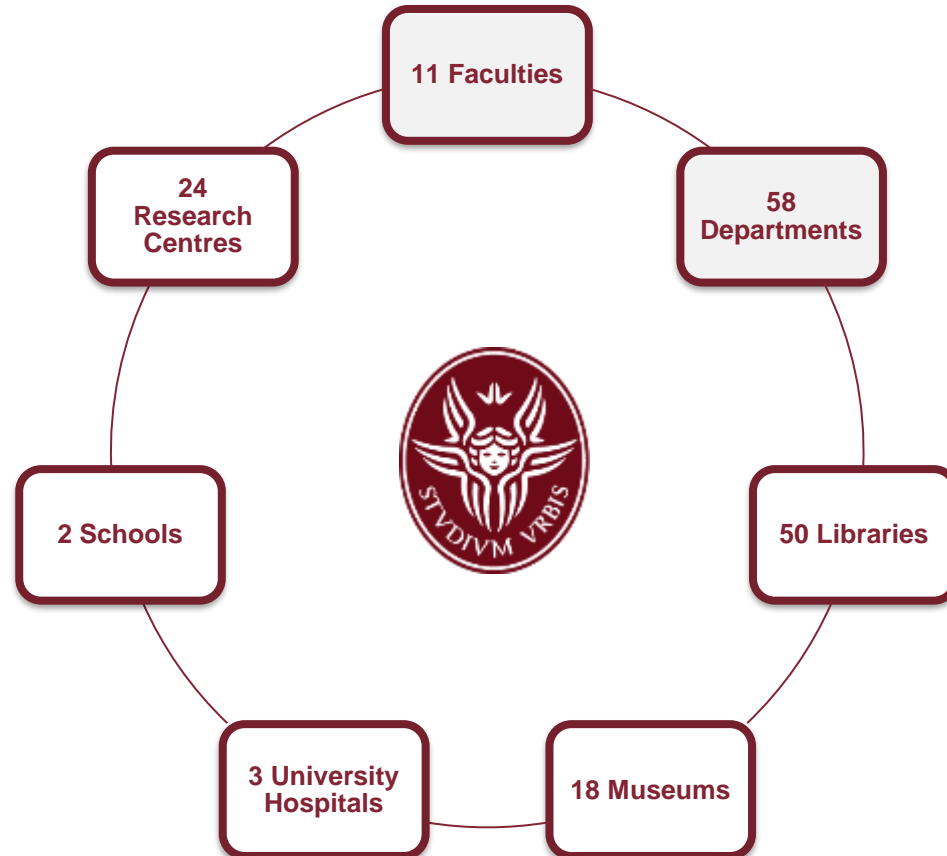 11 Faculties
58
Departments
50 Libraries
18 Museums
3 University
Hospitals
2 Schools
24
Research
Centres
STVDIVM VRBIS